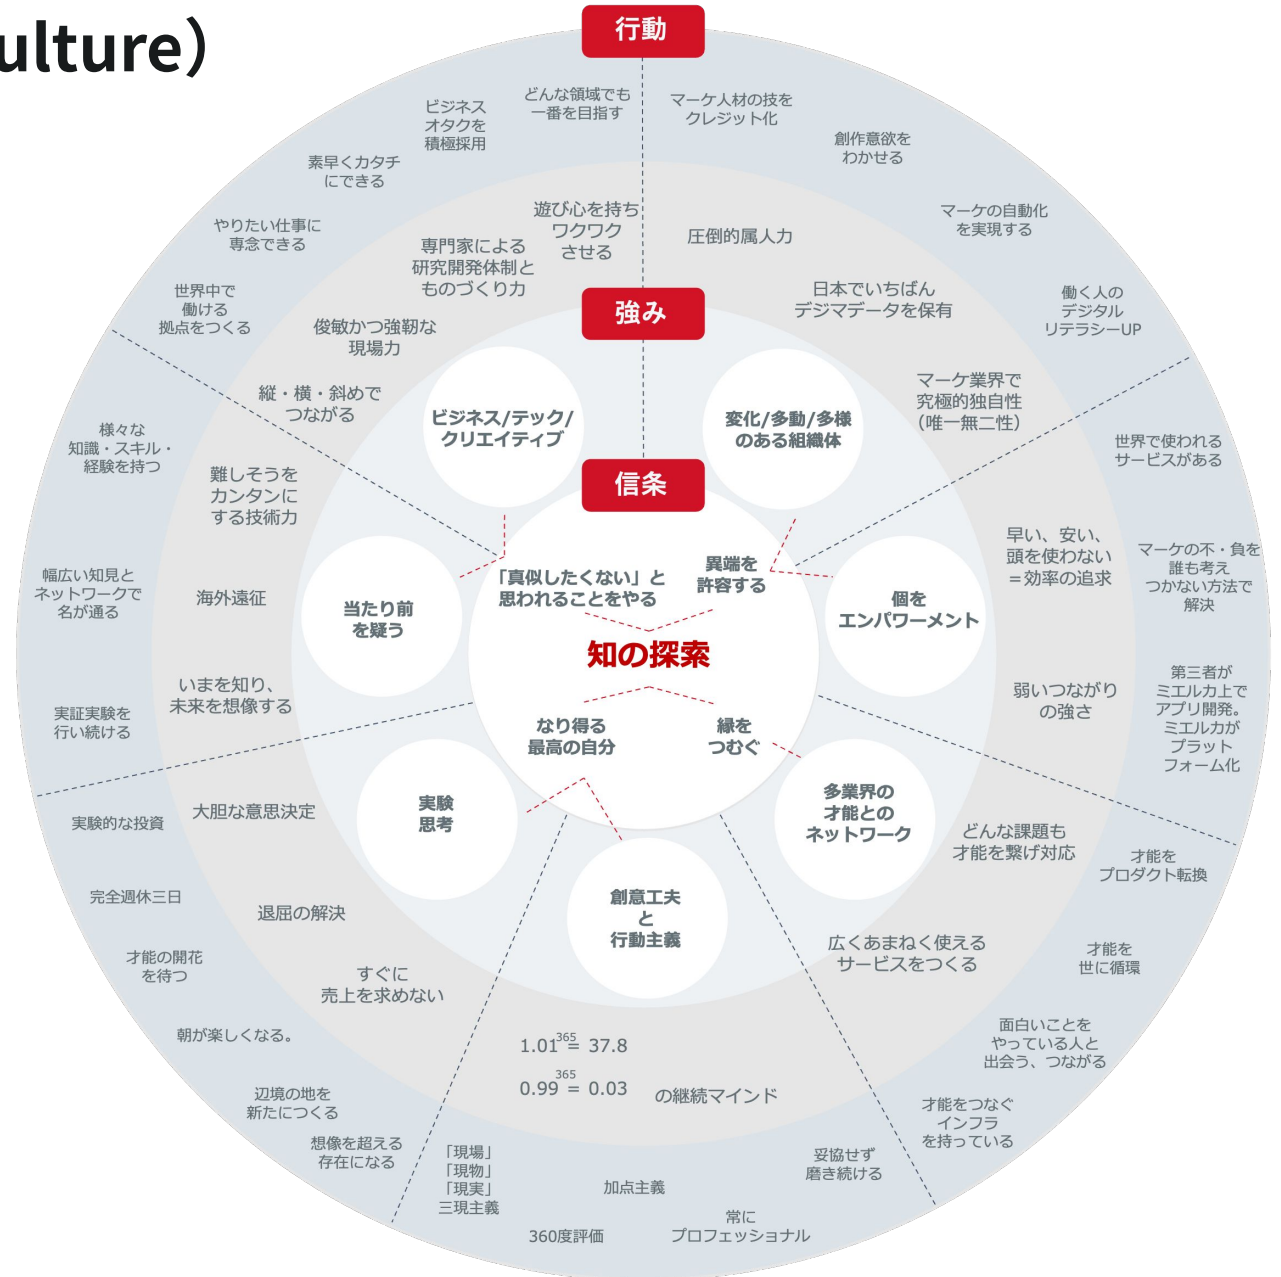 ulture）
行動
どんな領域でも
一番を目指す
ビジネス
オタクを
積極採用
素早くカタチ
にできる
やりたい仕事に
専念できる
世界中で
働ける
拠点をつくる
マーケ人材の技を
クレジット化
創作意欲を
わかせる
マーケの自動化
を実現する
働く人の
デジタル
リテラシーUP
遊び心を持ち
ワクワク
させる
専門家による
研究開発体制と
ものづくり力
俊敏かつ強靭な
現場力
縦・横・斜めで
つながる
圧倒的属人力
日本でいちばん
デジマデータを保有
マーケ業界で
究極的独自性
（唯一無二性）
強み
ビジネス/テック/
クリエイティブ
変化/多動/多様
のある組織体
信条
様々な
知識・スキル・
経験を持つ
幅広い知見と
ネットワークで
名が通る
実証実験を
行い続ける
難しそうを
カンタンに
する技術力
海外遠征
いまを知り、
未来を想像する
当たり前
を疑う
「真似したくない」と
思われることをやる
異端を
許容する
知の探索
なり得る
最高の自分
縁を
つむぐ
個を
エンパワーメント
早い、安い、
頭を使わない
＝効率の追求
弱いつながり
の強さ
世界で使われる
サービスがある
マーケの不・負を
誰も考え
つかない方法で
解決
第三者が
ミエルカ上で
アプリ開発。
ミエルカが
プラット
フォーム化
実験
思考
多業界の
才能との
ネットワーク
創意工夫
と
行動主義
大胆な意思決定
退屈の解決
すぐに
売上を求めない
どんな課題も
才能を繋げ対応
広くあまねく使える
サービスをつくる
1.01365= 37.8
0.99365= 0.03
の継続マインド
実験的な投資
完全週休三日
才能の開花
を待つ
朝が楽しくなる。
辺境の地を
新たにつくる
想像を超える
存在になる
「現場」
「現物」
「現実」
三現主義
360度評価
加点主義
常に
プロフェッショナル
妥協せず
磨き続ける
才能を
プロダクト転換
才能を
世に循環
面白いことを
やっている人と
出会う、つながる
才能をつなぐ
インフラ
を持っている